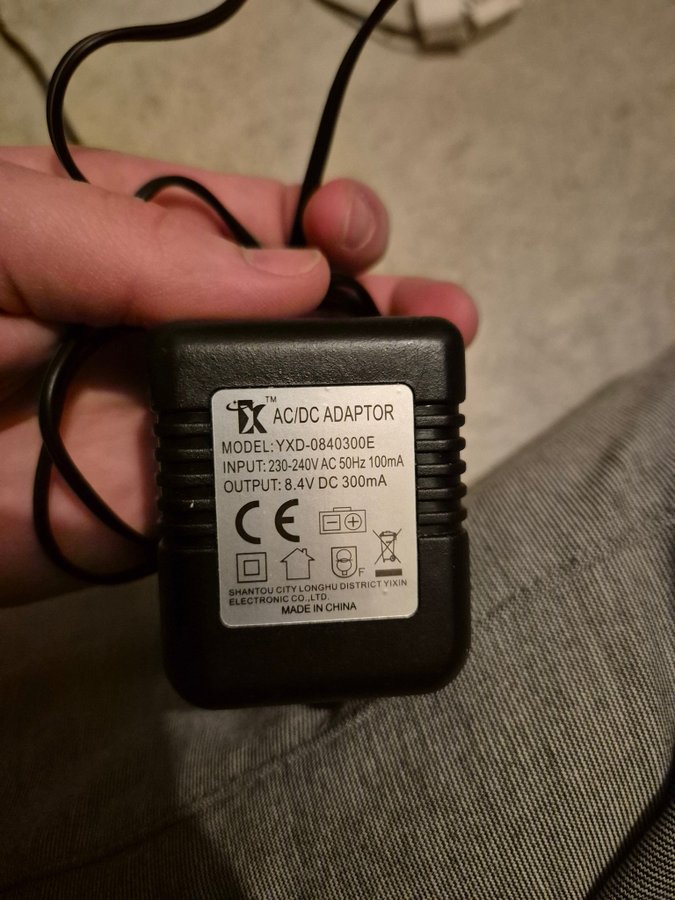 YX™ AC/DC ADAPTOR
MODEL: YXD-0840300E
INPUT: 230-240V AC 50Hz 100mA
OUTPUT: 8.4V DC 300mA
CE
F
SHANTOU CITY LONGHU DISTRICT YIXIN
ELECTRONIC CO.,LTD.
MADE IN CHINA